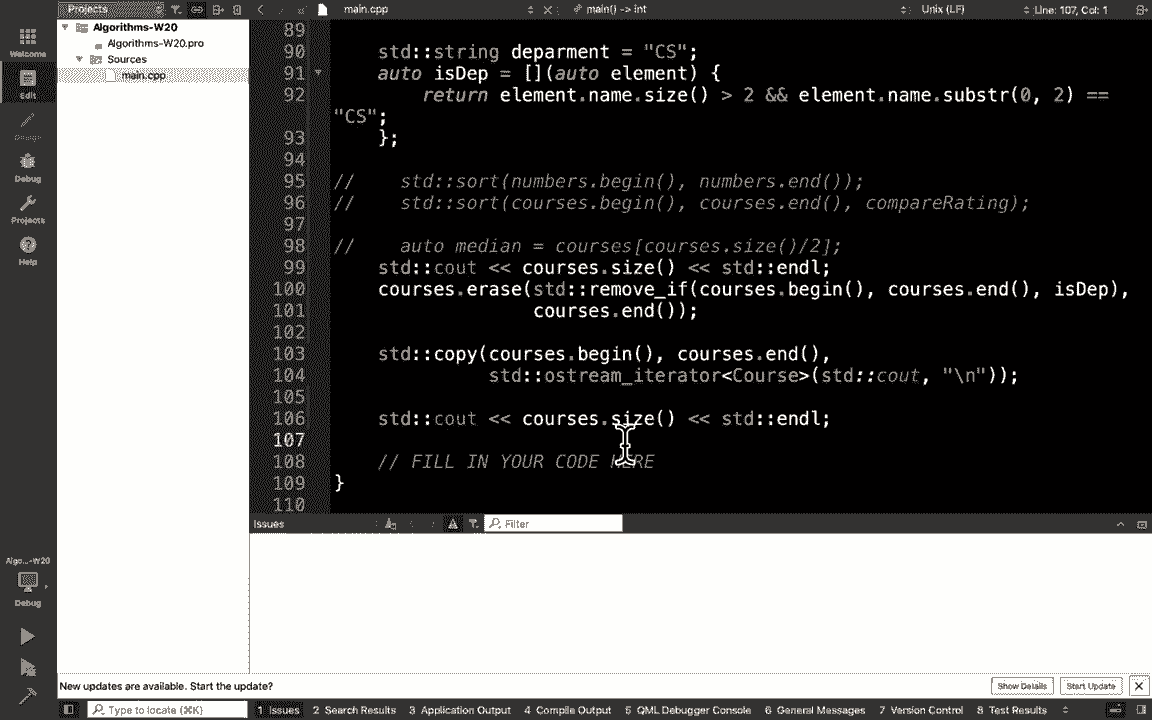 Projects
main.cpp
main() -> int
Unix (LF)
Line: 107, Col: 1
Welcome
Edit
Design
Debug
Projects
Help
Algorithms-W20
Algorithms-W20.pro
Sources
main.cpp
89
90 std::string deparment = "CS";
91 auto isDep = [](auto element) {
92 return element.name.size() > 2 && element.name.substr(0, 2) ==
"CS";
93 };
94
95 // std::sort(numbers.begin(), numbers.end());
96 // std::sort(courses.begin(), courses.end(), compareRating);
97
98 // auto median = courses[courses.size()/2];
99 std::cout << courses.size() << std::endl;
100 courses.erase(std::remove_if(courses.begin(), courses.end(), isDep),
101 courses.end());
102
103 std::copy(courses.begin(), courses.end(),
104 std::ostream_iterator<Course>(std::cout, "\n"));
105
106 std::cout << courses.size() << std::endl;
107
108 // FILL IN YOUR CODE HERE
109 }
110
Issues
Filter
Algo...-W20
Debug
New updates are available. Start the update?
Show Details
Start Update
Type to locate (⌘K)
1 Issues
2 Search Results
3 Application Output
4 Compile Output
5 QML Debugger Console
6 General Messages
7 Version Control
8 Test Results